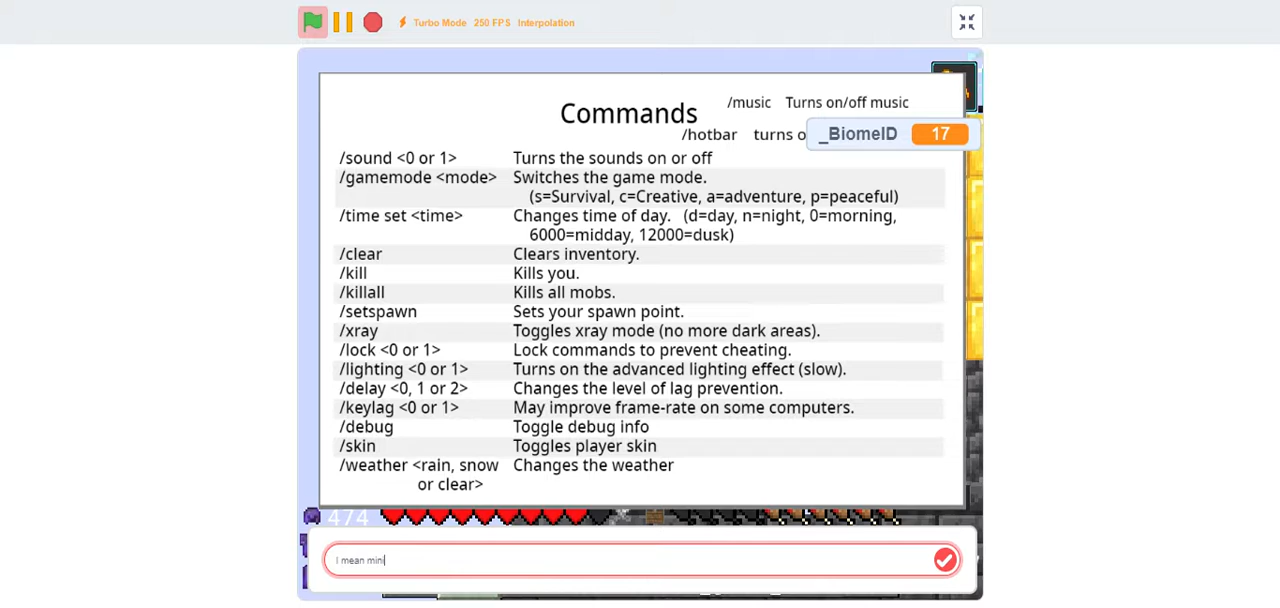 Turbo Mode 250 FPS Interpolation
/music Turns on/off music
Commands
/hotbar turns o
_BiomeID 17
/sound <0 or 1> Turns the sounds on or off
/gamemode <mode> Switches the game mode.
(s=Survival, c=Creative, a=adventure, p=peaceful)
/time set <time> Changes time of day. (d=day, n=night, 0=morning,
6000=midday, 12000=dusk)
/clear Clears inventory.
/kill Kills you.
/killall Kills all mobs.
/setspawn Sets your spawn point.
/xray Toggles xray mode (no more dark areas).
/lock <0 or 1> Lock commands to prevent cheating.
/lighting <0 or 1> Turns on the advanced lighting effect (slow).
/delay <0, 1 or 2> Changes the level of lag prevention.
/keylag <0 or 1> May improve frame-rate on some computers.
/debug Toggle debug info
/skin Toggles player skin
/weather <rain, snow Changes the weather
or clear>
474
I mean mini